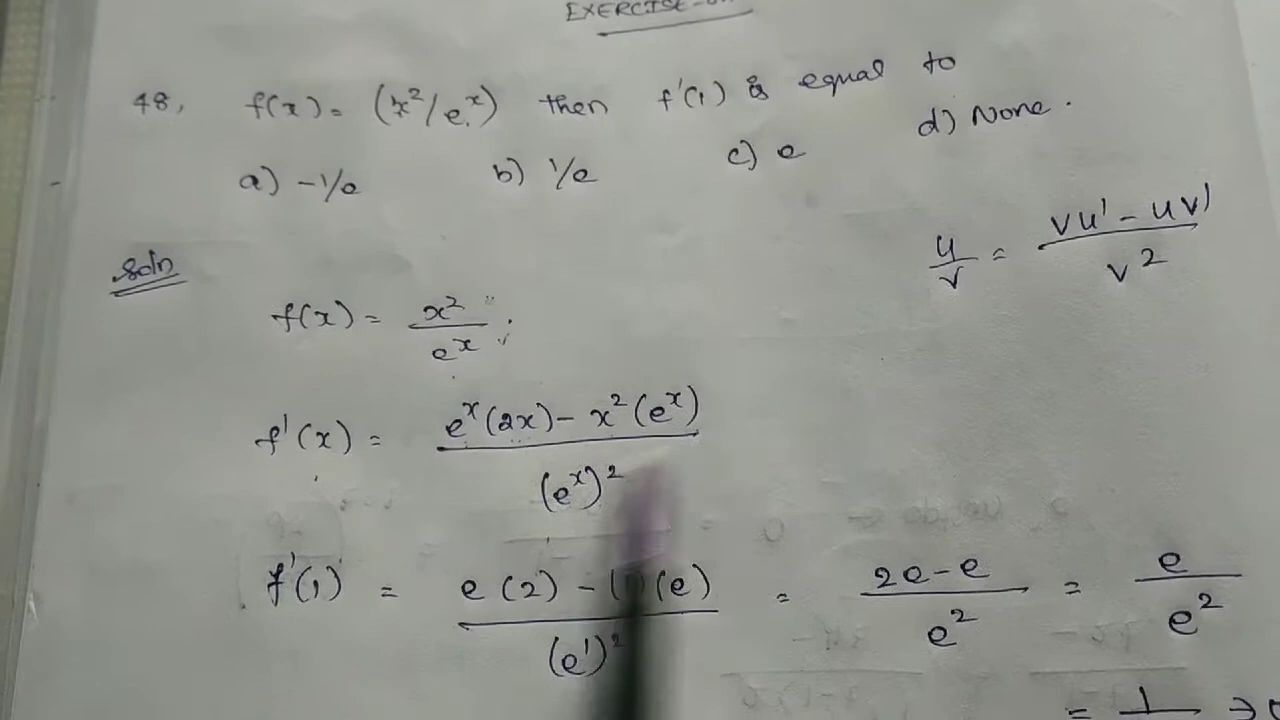 EXERCISE
48, f(x) = (x²/eˣ) then f'(1) is equal to
a) -1/e b) 1/e c) e d) None.
Soln
u/v = (vu' - uv')/v²
f(x) = x²/eˣ ;
f'(x) = (eˣ(2x) - x²(eˣ))/(eˣ)²
f'(1) = (e(2) - (1)(e))/(e¹)² = (2e-e)/e² = e/e²
= 1